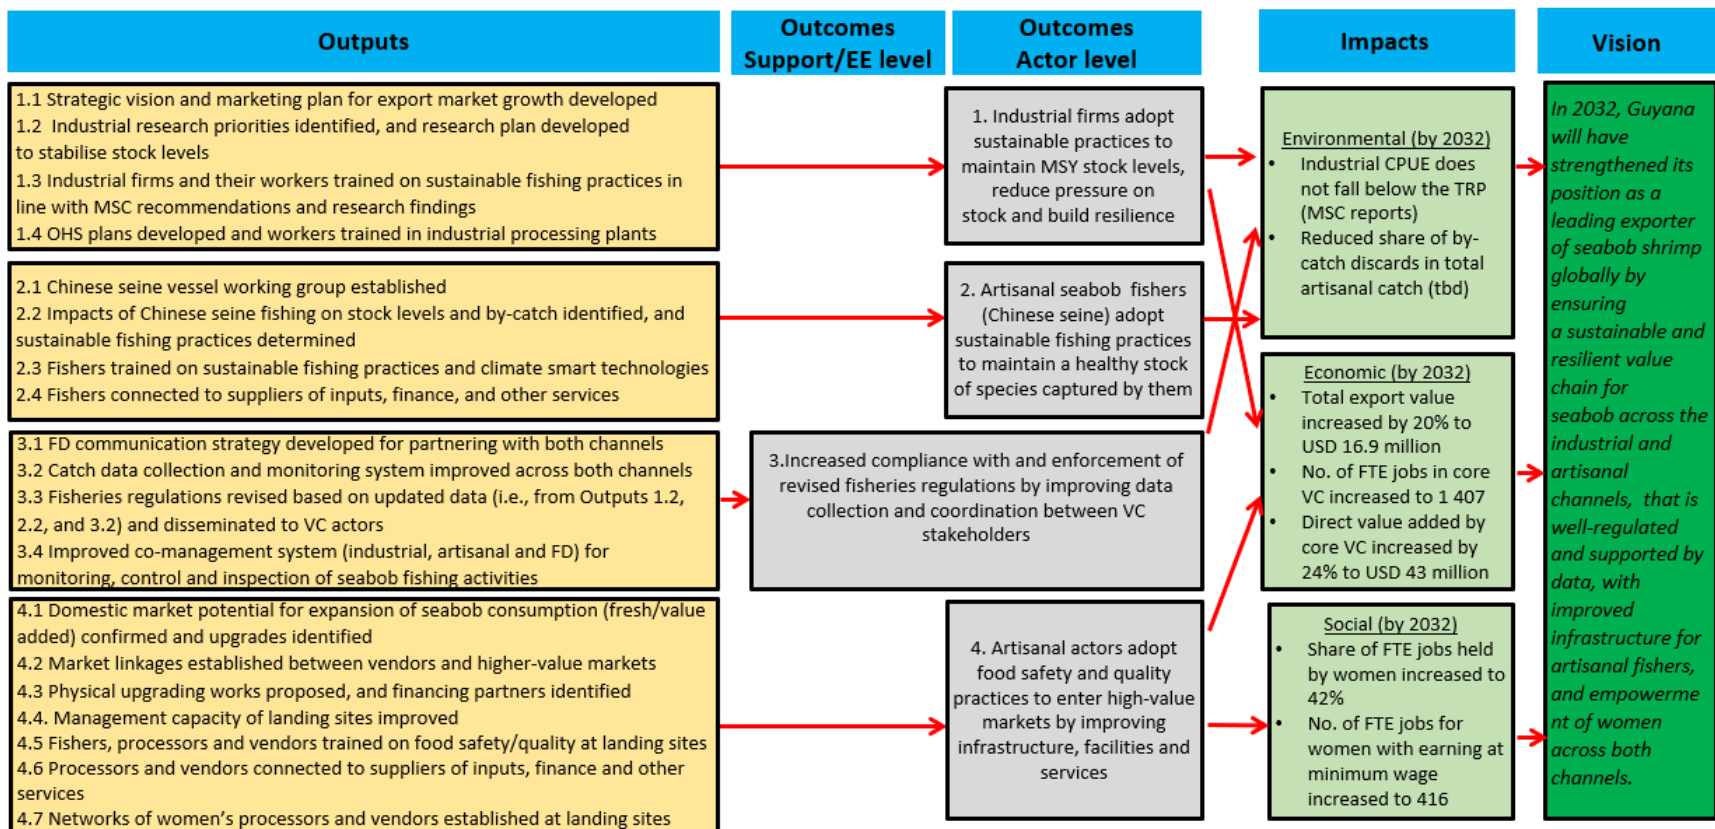 Outputs
Outcomes
Support/EE level
Outcomes
Actor level
Impacts
Vision
1.1 Strategic vision and marketing plan for export market growth developed
1.2 Industrial research priorities identified, and research plan developed
to stabilise stock levels
1.3 Industrial firms and their workers trained on sustainable fishing practices in
line with MSC recommendations and research findings
1.4 OHS plans developed and workers trained in industrial processing plants
2.1 Chinese seine vessel working group established
2.2 Impacts of Chinese seine fishing on stock levels and by-catch identified, and
sustainable fishing practices determined
2.3 Fishers trained on sustainable fishing practices and climate smart technologies
2.4 Fishers connected to suppliers of inputs, finance, and other services
3.1 FD communication strategy developed for partnering with both channels
3.2 Catch data collection and monitoring system improved across both channels
3.3 Fisheries regulations revised based on updated data (i.e., from Outputs 1.2,
2.2, and 3.2) and disseminated to VC actors
3.4 Improved co-management system (industrial, artisanal and FD) for
monitoring, control and inspection of seabob fishing activities
4.1 Domestic market potential for expansion of seabob consumption (fresh/value
added) confirmed and upgrades identified
4.2 Market linkages established between vendors and higher-value markets
4.3 Physical upgrading works proposed, and financing partners identified
4.4. Management capacity of landing sites improved
4.5 Fishers, processors and vendors trained on food safety/quality at landing sites
4.6 Processors and vendors connected to suppliers of inputs, finance and other
services
4.7 Networks of women's processors and vendors established at landing sites
1. Industrial firms adopt
sustainable practices to
maintain MSY stock levels,
reduce pressure on
stock and build resilience
2. Artisanal seabob fishers
(Chinese seine) adopt
sustainable fishing practices
to maintain a healthy stock
of species captured by them
3.Increased compliance with and enforcement of
revised fisheries regulations by improving data
collection and coordination between VC
stakeholders
4. Artisanal actors adopt
food safety and quality
practices to enter high-value
markets by improving
infrastructure, facilities and
services
Environmental (by 2032)
• Industrial CPUE does
not fall below the TRP
(MSC reports)
• Reduced share of by-
catch discards in total
artisanal catch (tbd)
Economic (by 2032)
• Total export value
increased by 20% to
USD 16.9 million
• No. of FTE jobs in core
VC increased to 1 407
• Direct value added by
core VC increased by
24% to USD 43 million
Social (by 2032)
• Share of FTE jobs held
by women increased to
42%
• No. of FTE jobs for
women with earning at
minimum wage
increased to 416
In 2032, Guyana
will have
strengthened its
position as a
leading exporter
of seabob shrimp
globally by
ensuring
a sustainable and
resilient value
chain for
seabob across the
industrial and
artisanal
channels, that is
well-regulated
and supported by
data, with
improved
infrastructure for
artisanal fishers,
and empowerme
nt of women
across both
channels.